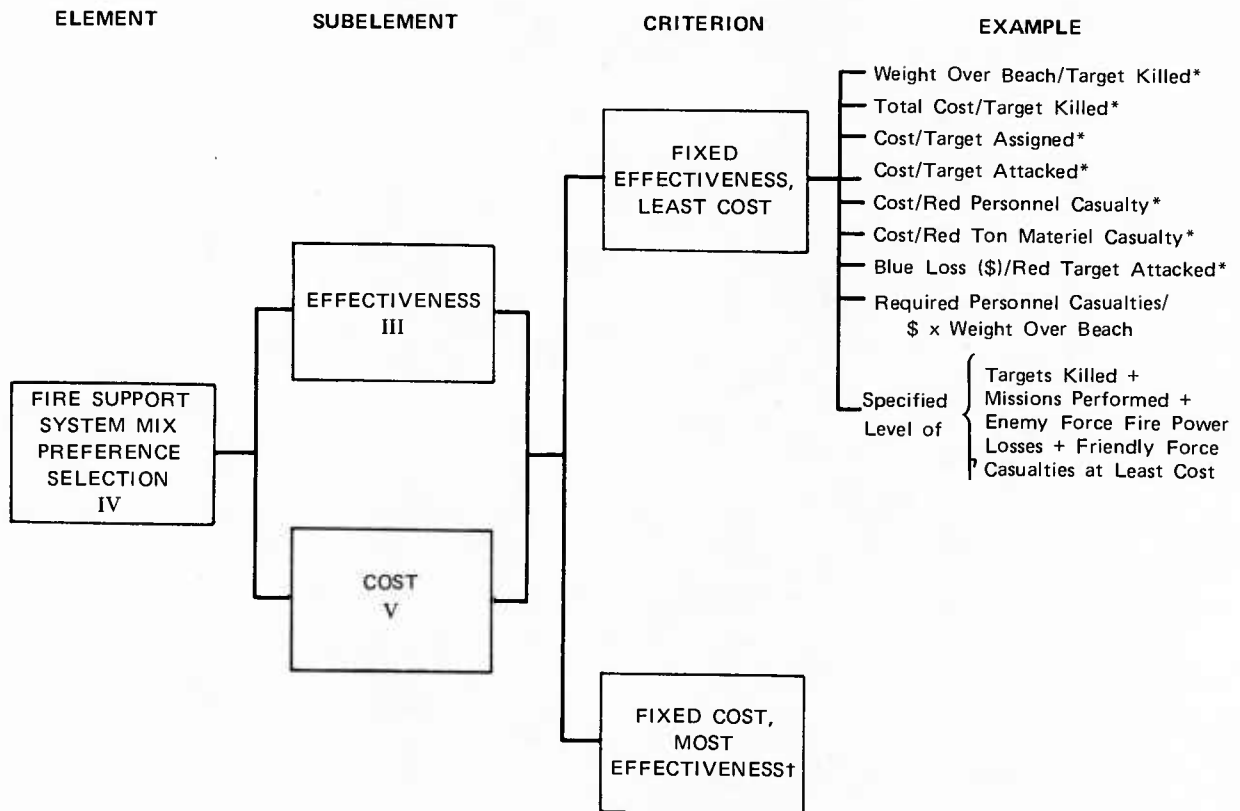 ELEMENT
SUBELEMENT
CRITERION
EXAMPLE
FIRE SUPPORT
SYSTEM MIX
PREFERENCE
SELECTION
IV
EFFECTIVENESS
III
COST
V
FIXED
EFFECTIVENESS,
LEAST COST
FIXED COST,
MOST
EFFECTIVENESS†
Weight Over Beach/Target Killed*
Total Cost/Target Killed*
Cost/Target Assigned*
Cost/Target Attacked*
Cost/Red Personnel Casualty*
Cost/Red Ton Materiel Casualty*
Blue Loss ($)/Red Target Attacked*
Required Personnel Casualties/
$ x Weight Over Beach
Specified
Level of
Targets Killed +
Missions Performed +
Enemy Force Fire Power
Losses + Friendly Force
Casualties at Least Cost